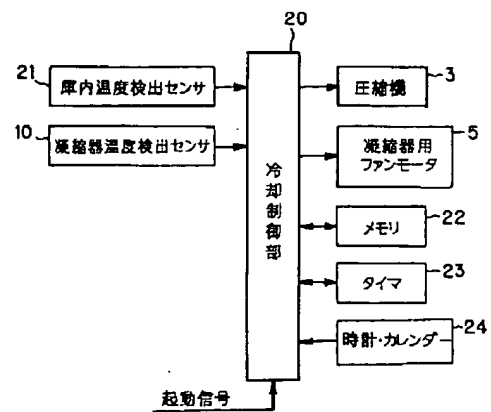 20
21
庫内温度検出センサ
10
凝縮器温度検出センサ
冷却制御部
圧縮機
3
凝縮器用
ファンモータ
5
メモリ
22
タイマ
23
時計・カレンダー
24
起動信号